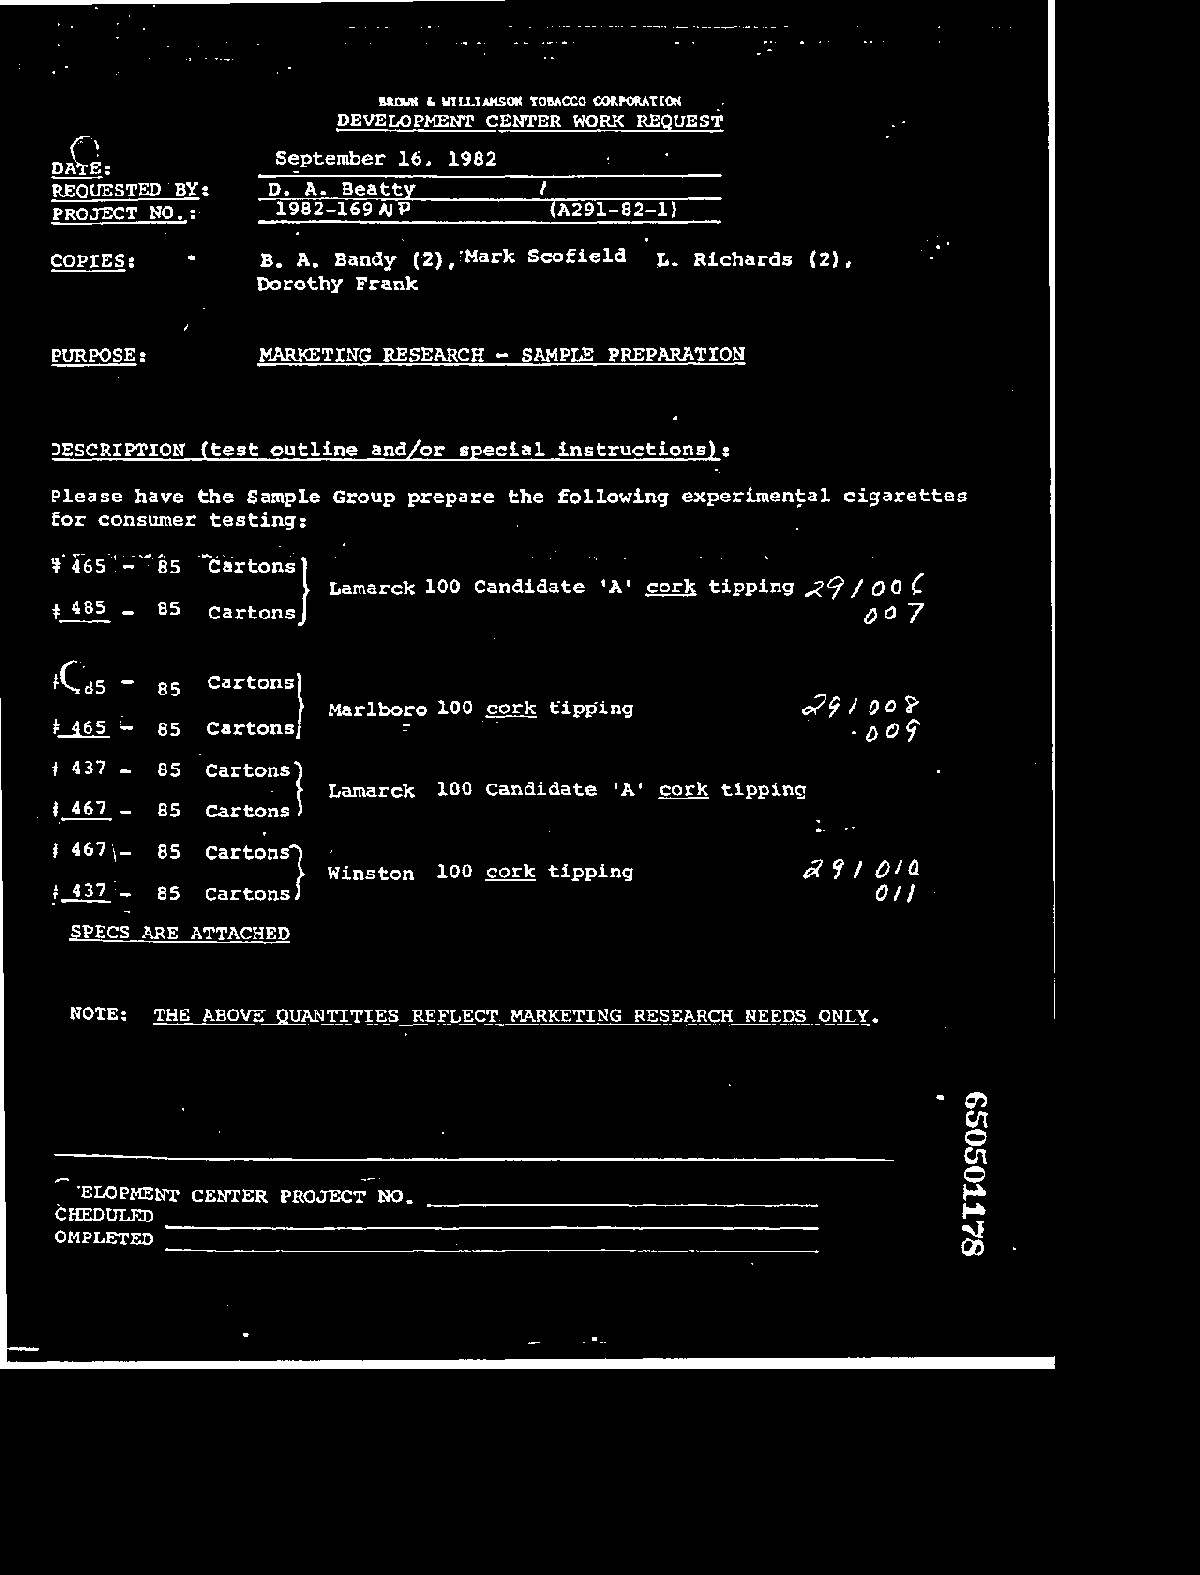 BROWN & WILLIAMSON TOBACCO CORPORATION
DEVELOPMENT CENTER WORK REQUEST
DATE: September 16, 1982
REQUESTED BY: D. A. Beatty /
PROJECT NO.: 1982-169 NP (A291-82-1)
COPIES: B. A. Bandy (2), Mark Scofield L. Richards (2),
Dorothy Frank
PURPOSE: MARKETING RESEARCH - SAMPLE PREPARATION
DESCRIPTION (test outline and/or special instructions):
Please have the Sample Group prepare the following experimental cigarettes
for consumer testing:
# 465 - 85 Cartons
Lamarck 100 Candidate 'A' cork tipping 291006
# 485 - 85 Cartons 007
85 - 85 Cartons
Marlboro 100 cork tipping 291008
# 465 - 85 Cartons 009
# 437 - 85 Cartons
Lamarck 100 Candidate 'A' cork tipping
# 467 - 85 Cartons
# 467 - 85 Cartons
Winston 100 cork tipping 291010
# 437 - 85 Cartons 011
SPECS ARE ATTACHED
NOTE: THE ABOVE QUANTITIES REFLECT MARKETING RESEARCH NEEDS ONLY.
650501178
ELOPMENT CENTER PROJECT NO.
CHEDULED
OMPLETED